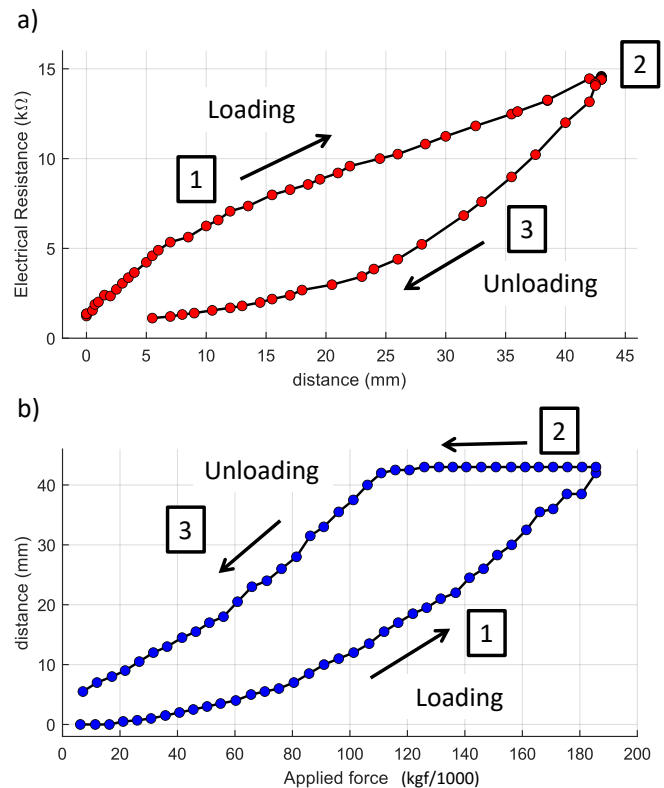 a)
2
15
Loading
10
1
5
3
Unloading
0
Electrical Resistance (kΩ)
0 5 10 15 20 25 30 35 40 45
distance (mm)
b)
2
Unloading
40
3
30
20
1
10
Loading
0
distance (mm)
0 20 40 60 80 100 120 140 160 180 200
Applied force (kgf/1000)